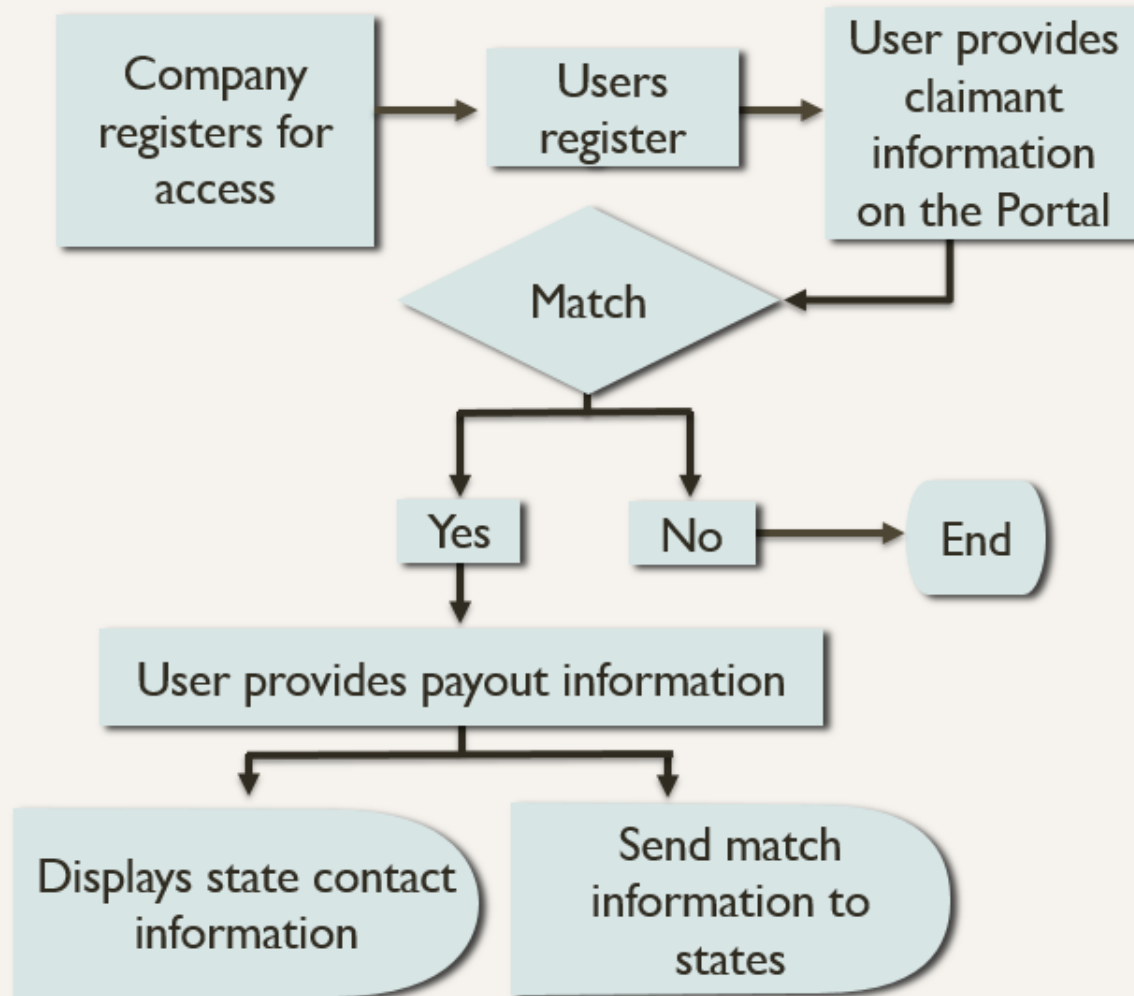 Company
registers for
access
Users
register
User provides
claimant
information
on the Portal
Match
Yes
No
End
User provides payout information
Displays state contact
information
Send match
information to
states